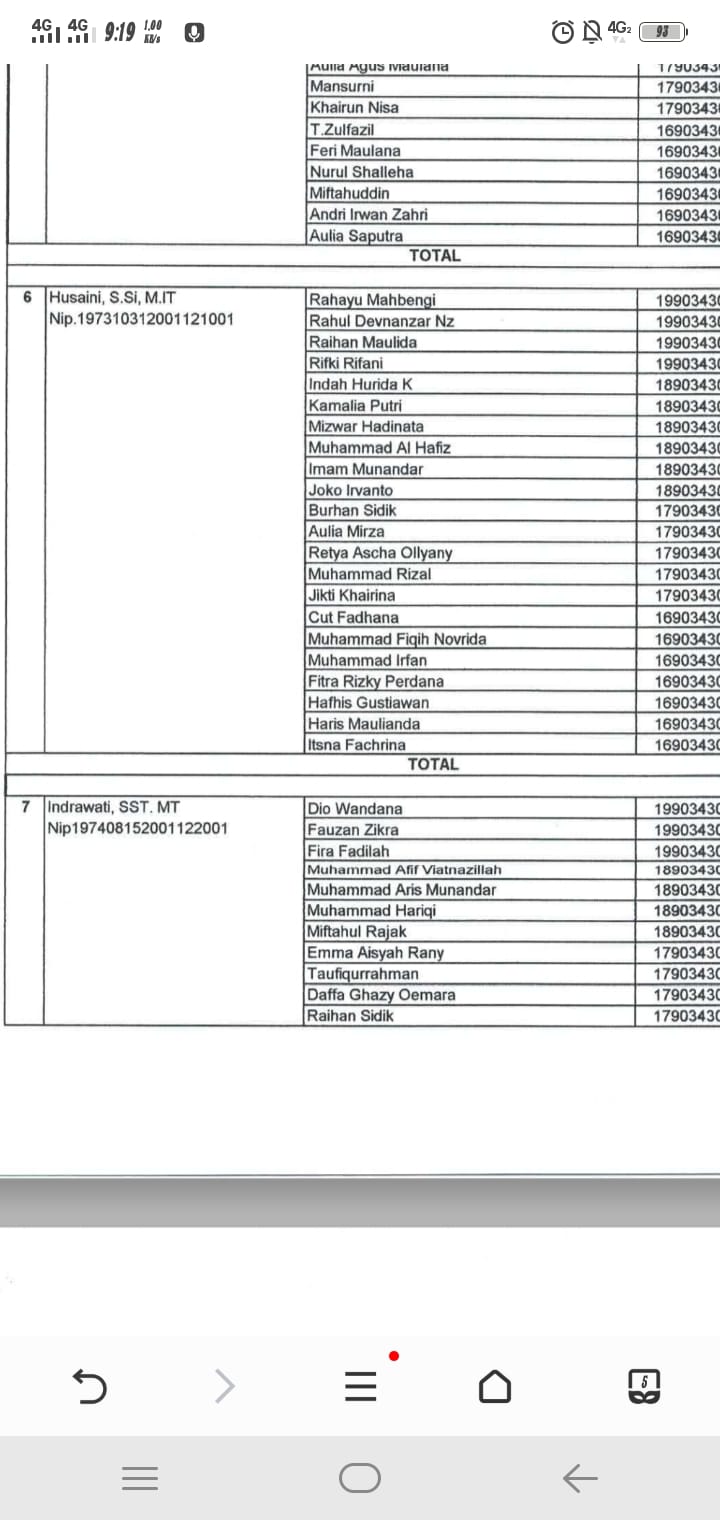 4G 4G 9:19 1.00 KB/s 4G2 93
Aulia Agus Maulana 1790343
Mansurni 1790343
Khairun Nisa 1790343
T.Zulfazil 1690343
Feri Maulana 1690343
Nurul Shalleha 1690343
Miftahuddin 1690343
Andri Irwan Zahri 1690343
Aulia Saputra 1690343
TOTAL
6 Husaini, S.Si, M.IT Rahayu Mahbengi 1990343
Nip.197310312001121001 Rahul Devnanzar Nz 1990343
Raihan Maulida 1990343
Rifki Rifani 1990343
Indah Hurida K 1890343
Kamalia Putri 1890343
Mizwar Hadinata 1890343
Muhammad Al Hafiz 1890343
Imam Munandar 1890343
Joko Irvanto 1890343
Burhan Sidik 1790343
Aulia Mirza 1790343
Retya Ascha Ollyany 1790343
Muhammad Rizal 1790343
Jikti Khairina 1790343
Cut Fadhana 1690343
Muhammad Fiqih Novrida 1690343
Muhammad Irfan 1690343
Fitra Rizky Perdana 1690343
Hafhis Gustiawan 1690343
Haris Maulianda 1690343
Itsna Fachrina 1690343
TOTAL
7 Indrawati, SST. MT Dio Wandana 1990343
Nip197408152001122001 Fauzan Zikra 1990343
Fira Fadilah 1990343
Muhammad Afif Viatnazillah 1890343
Muhammad Aris Munandar 1890343
Muhammad Hariqi 1890343
Miftahul Rajak 1890343
Emma Aisyah Rany 1790343
Taufiqurrahman 1790343
Daffa Ghazy Oemara 1790343
Raihan Sidik 1790343
5